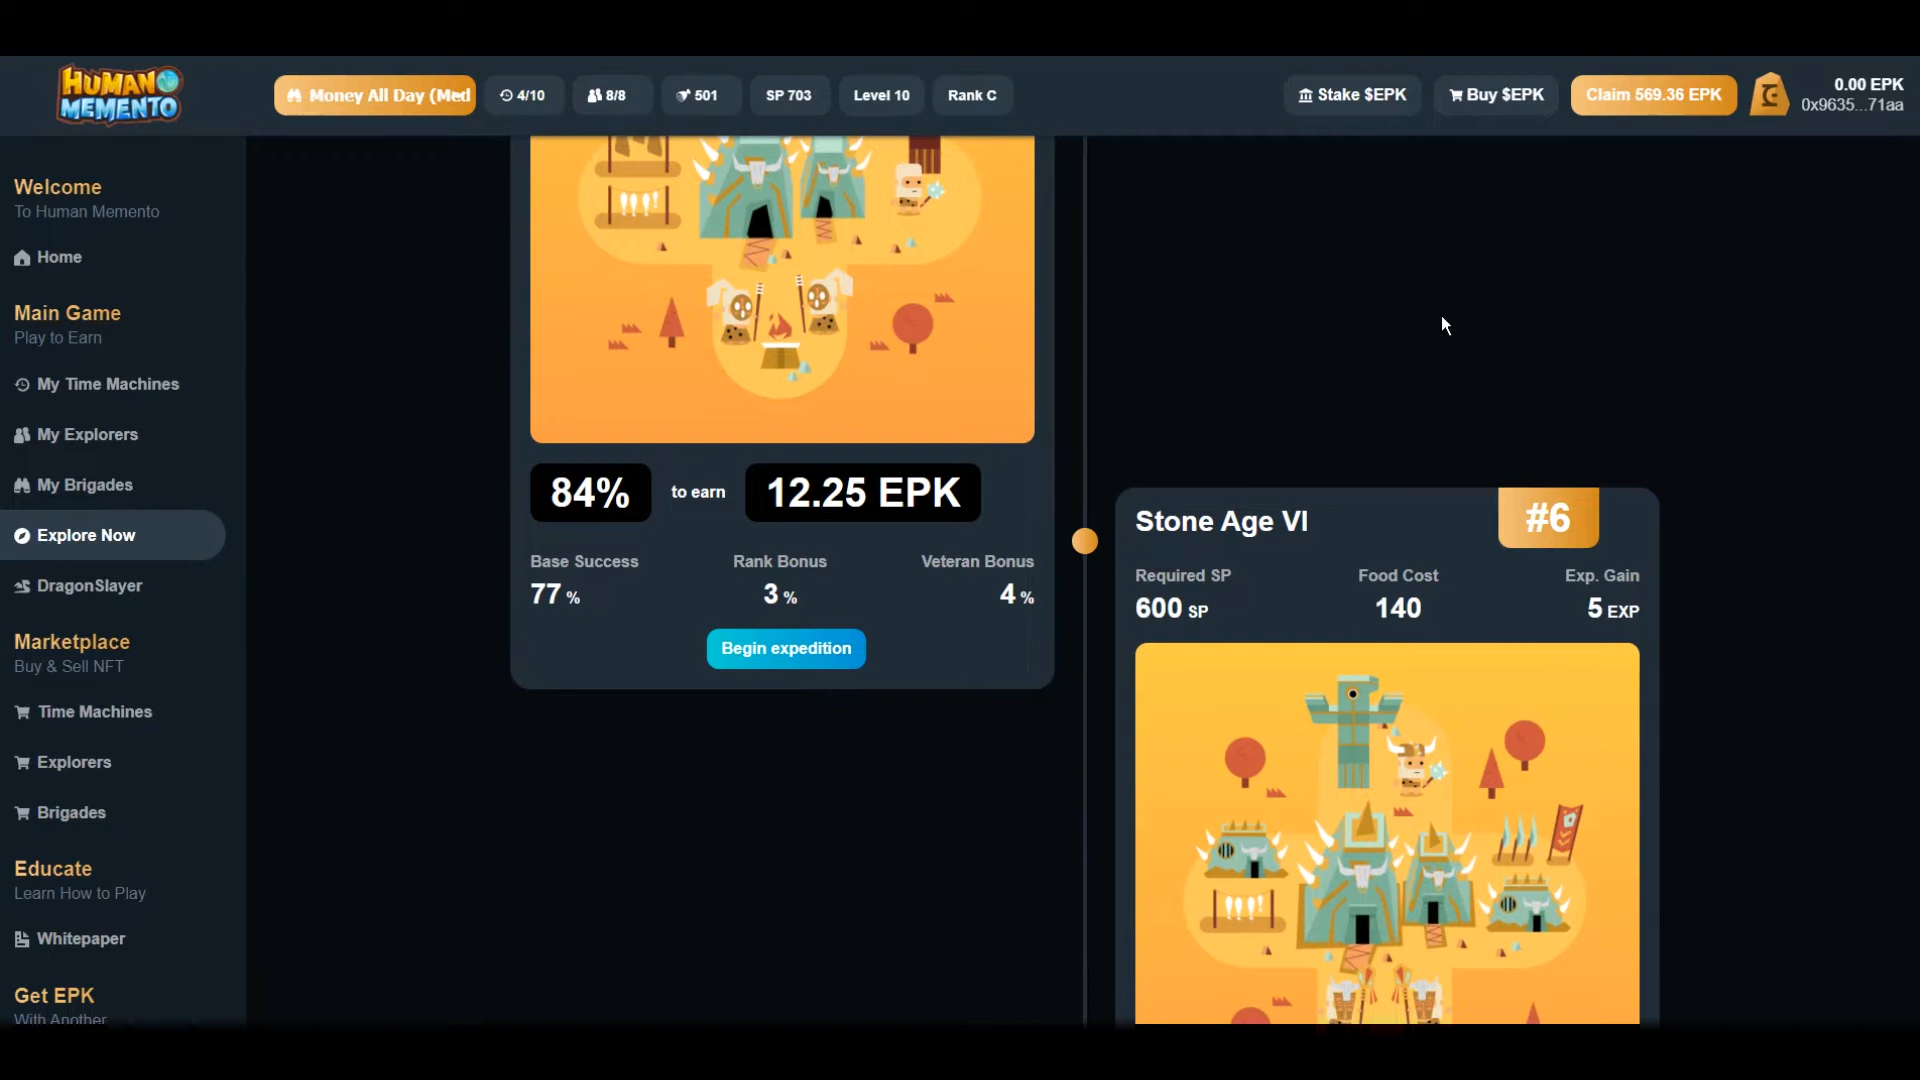 HUMAN
MEMENTO
Money All Day (Med
4/10
8/8
501
SP 703
Level 10
Rank C
Stake $EPK
Buy $EPK
Claim 569.36 EPK
0.00 EPK
0x9635...71aa
Welcome
To Human Memento
Home
Main Game
Play to Earn
My Time Machines
My Explorers
My Brigades
Explore Now
DragonSlayer
Marketplace
Buy & Sell NFT
Time Machines
Explorers
Brigades
Educate
Learn How to Play
Whitepaper
Get EPK
With Another
84% to earn 12.25 EPK
Base Success Rank Bonus Veteran Bonus
77 % 3 % 4 %
Begin expedition
Stone Age VI #6
Required SP Food Cost Exp. Gain
600 SP 140 5 EXP